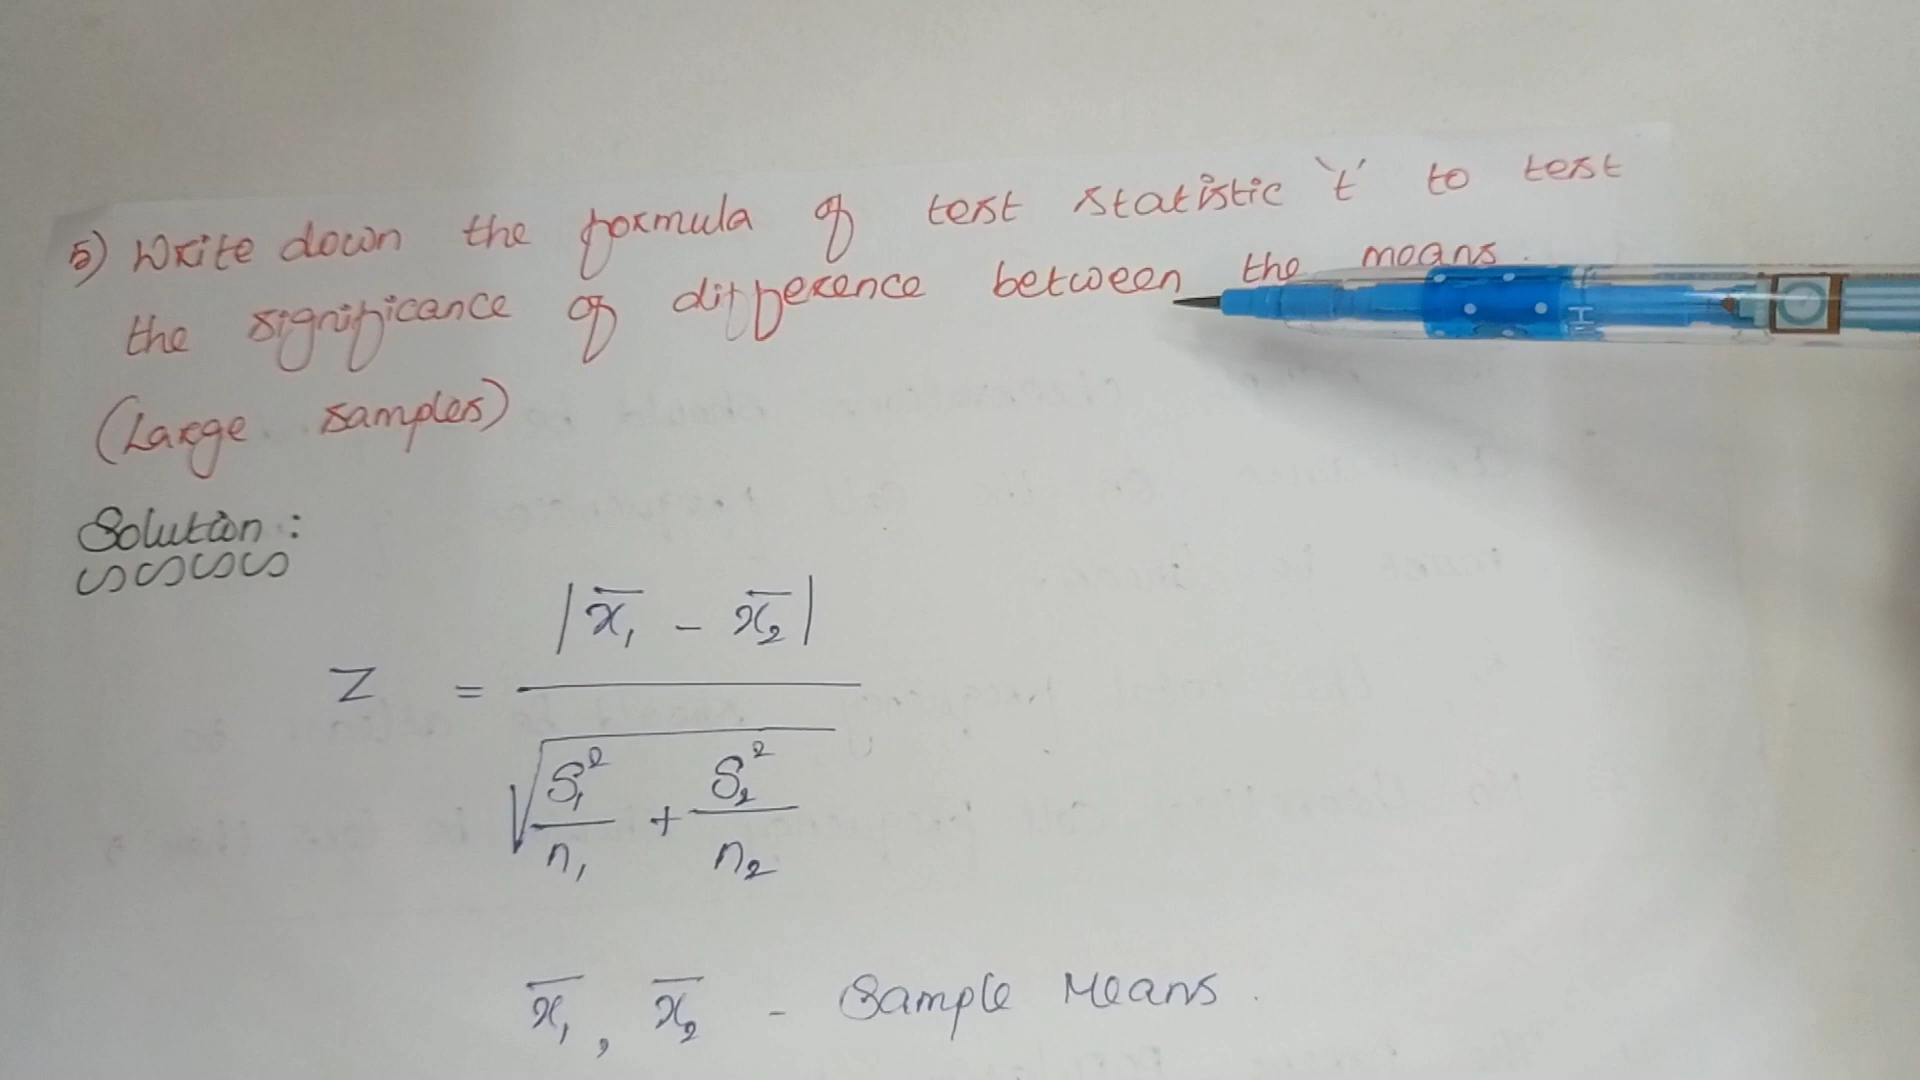 5) Write down the formula of test statistic 't' to test
the significance of difference between the means.
(Large samples)
Solution :
Z = |x̄₁ - x̄₂| / √(S₁²/n₁ + S₂²/n₂)
x̄₁, x̄₂ - Sample Means.